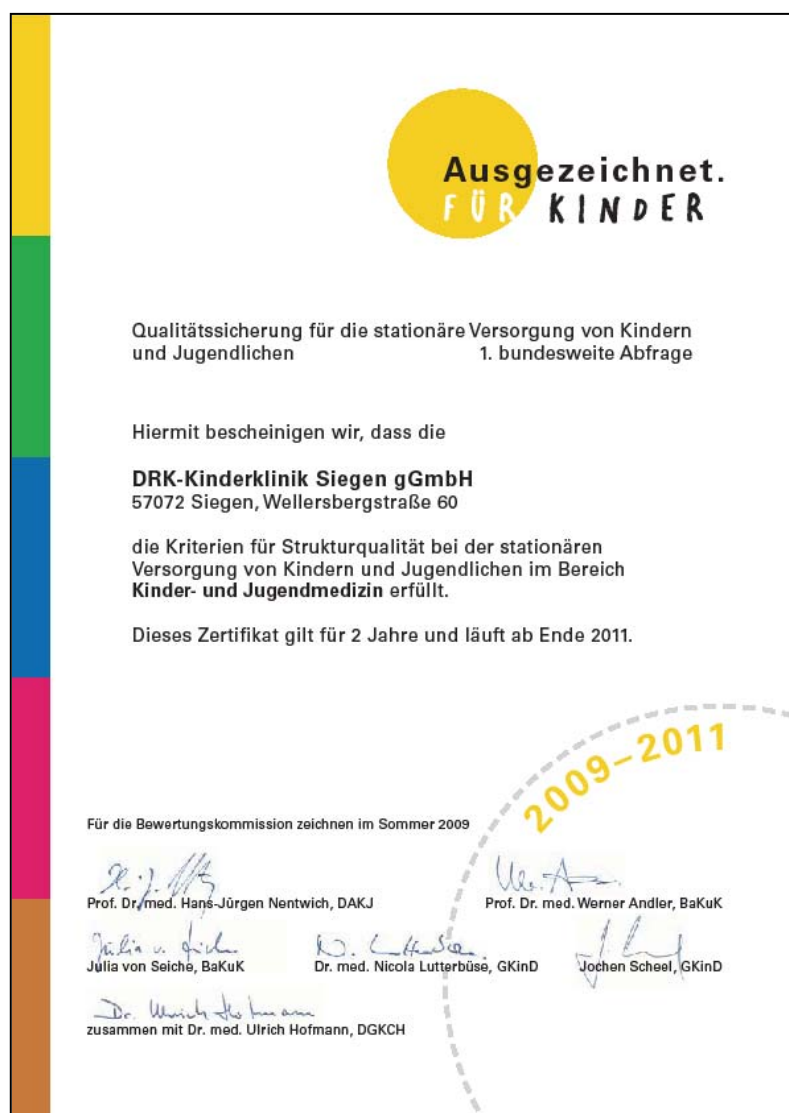 Ausgezeichnet.
FÜR KINDER
Qualitätssicherung für die stationäre Versorgung von Kindern
und Jugendlichen 1. bundesweite Abfrage
Hiermit bescheinigen wir, dass die
DRK-Kinderklinik Siegen gGmbH
57072 Siegen, Wellersbergstraße 60
die Kriterien für Strukturqualität bei der stationären
Versorgung von Kindern und Jugendlichen im Bereich
Kinder- und Jugendmedizin erfüllt.
Dieses Zertifikat gilt für 2 Jahre und läuft ab Ende 2011.
2009–2011
Für die Bewertungskommission zeichnen im Sommer 2009
Prof. Dr. med. Hans-Jürgen Nentwich, DAKJ Prof. Dr. med. Werner Andler, BaKuK
Julia v. Seiche
Julia von Seiche, BaKuK Dr. med. Nicola Lutterbüse, GKinD Jochen Scheel, GKinD
Dr. Ulrich Hofmann
zusammen mit Dr. med. Ulrich Hofmann, DGKCH